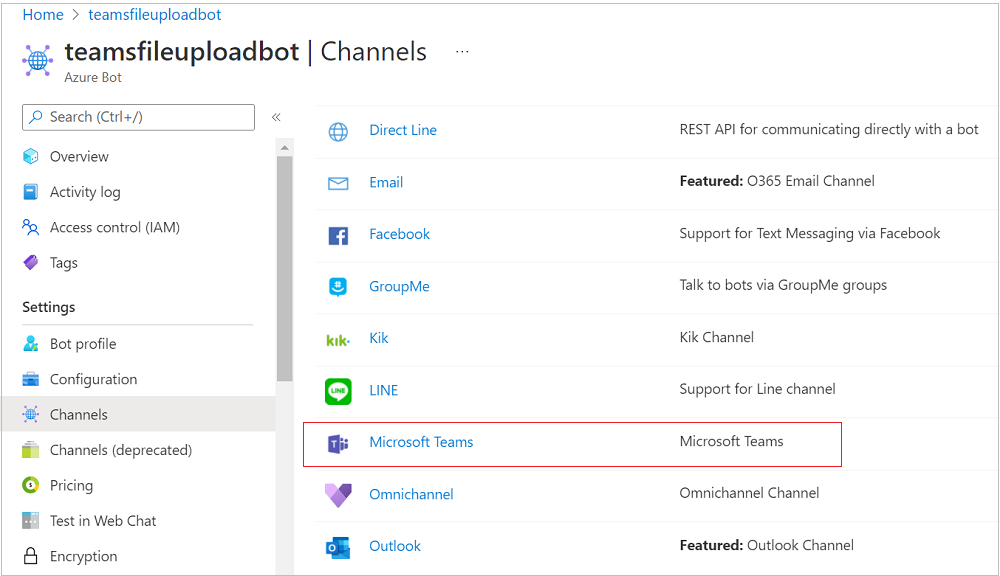 Home > teamsfileuploadbot
teamsfileuploadbot | Channels ...
Azure Bot
Search (Ctrl+/) «
Overview
Activity log
Access control (IAM)
Tags
Settings
Bot profile
Configuration
Channels
Channels (deprecated)
Pricing
Test in Web Chat
Encryption
Direct Line REST API for communicating directly with a bot
Email Featured: O365 Email Channel
Facebook Support for Text Messaging via Facebook
GroupMe Talk to bots via GroupMe groups
kik. Kik Kik Channel
LINE LINE Support for Line channel
Microsoft Teams Microsoft Teams
Omnichannel Omnichannel Channel
Outlook Featured: Outlook Channel